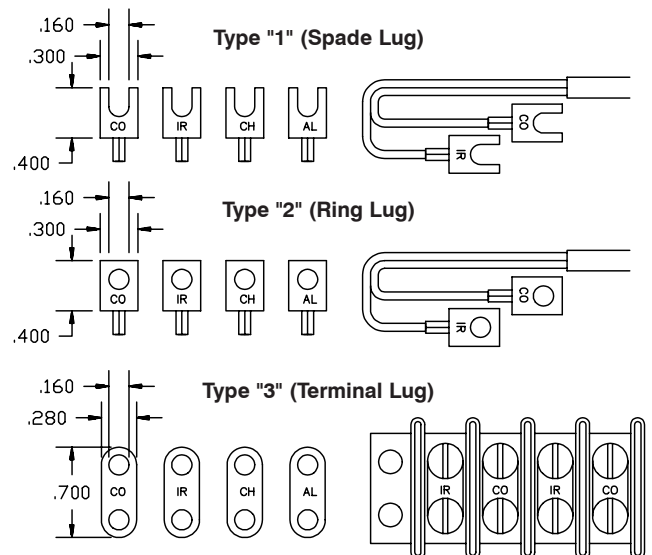 .160
Type "1" (Spade Lug)
.300
CO IR CH AL
CO
IR
.400
.160
Type "2" (Ring Lug)
.300
CO IR CH AL
CO
IR
.400
.160
Type "3" (Terminal Lug)
.280
.700
CO IR CH AL
IR CO IR CO